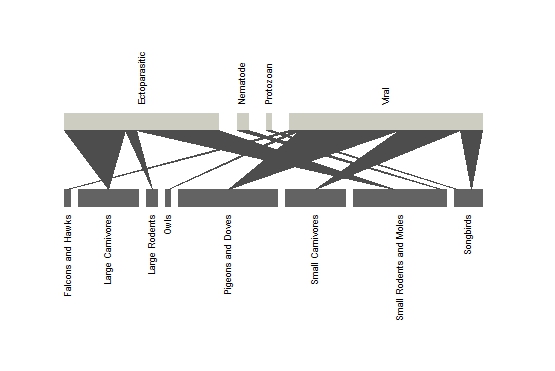 Falcons and Hawks
Large Carnivores
Large Rodents
Owls
Pigeons and Doves
Small Carnivores
Small Rodents and Moles
Songbirds
Ectoparasitic
Nematode
Protozoan
Viral